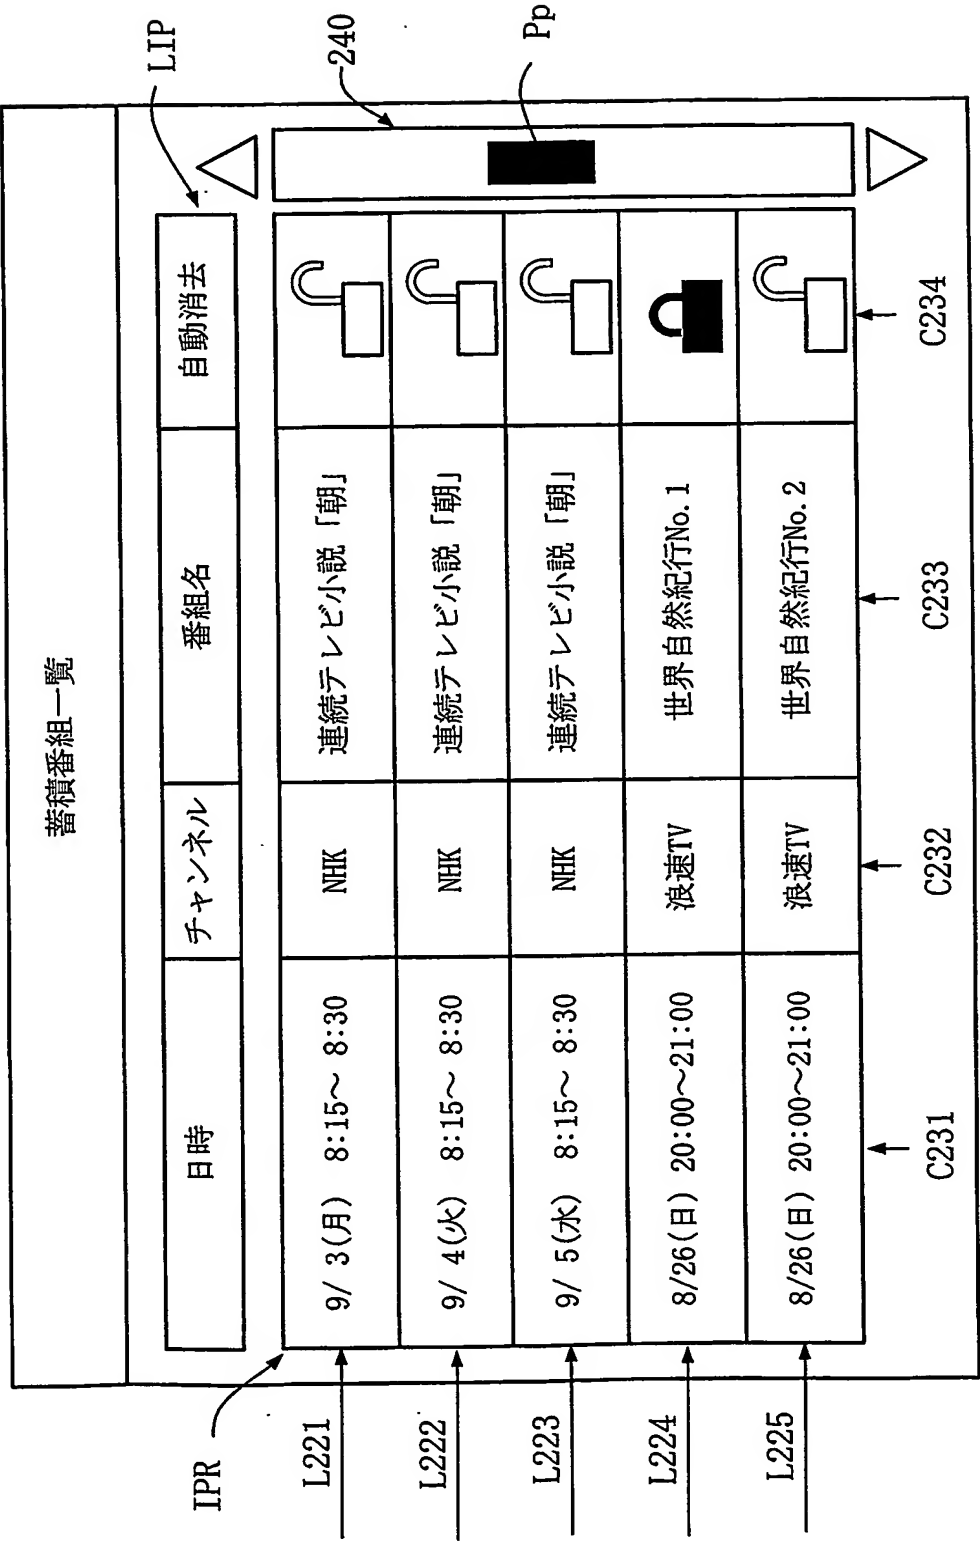 蓄積番組一覧
LIP
240
Pp
日時 チャンネル 番組名 自動消去
IPR
L221 9/ 3(月) 8:15～ 8:30 NHK 連続テレビ小説「朝」
L222 9/ 4(火) 8:15～ 8:30 NHK 連続テレビ小説「朝」
L223 9/ 5(水) 8:15～ 8:30 NHK 連続テレビ小説「朝」
L224 8/26(日) 20:00～21:00 浪速TV 世界自然紀行No.1
L225 8/26(日) 20:00～21:00 浪速TV 世界自然紀行No.2
C231 C232 C233 C234